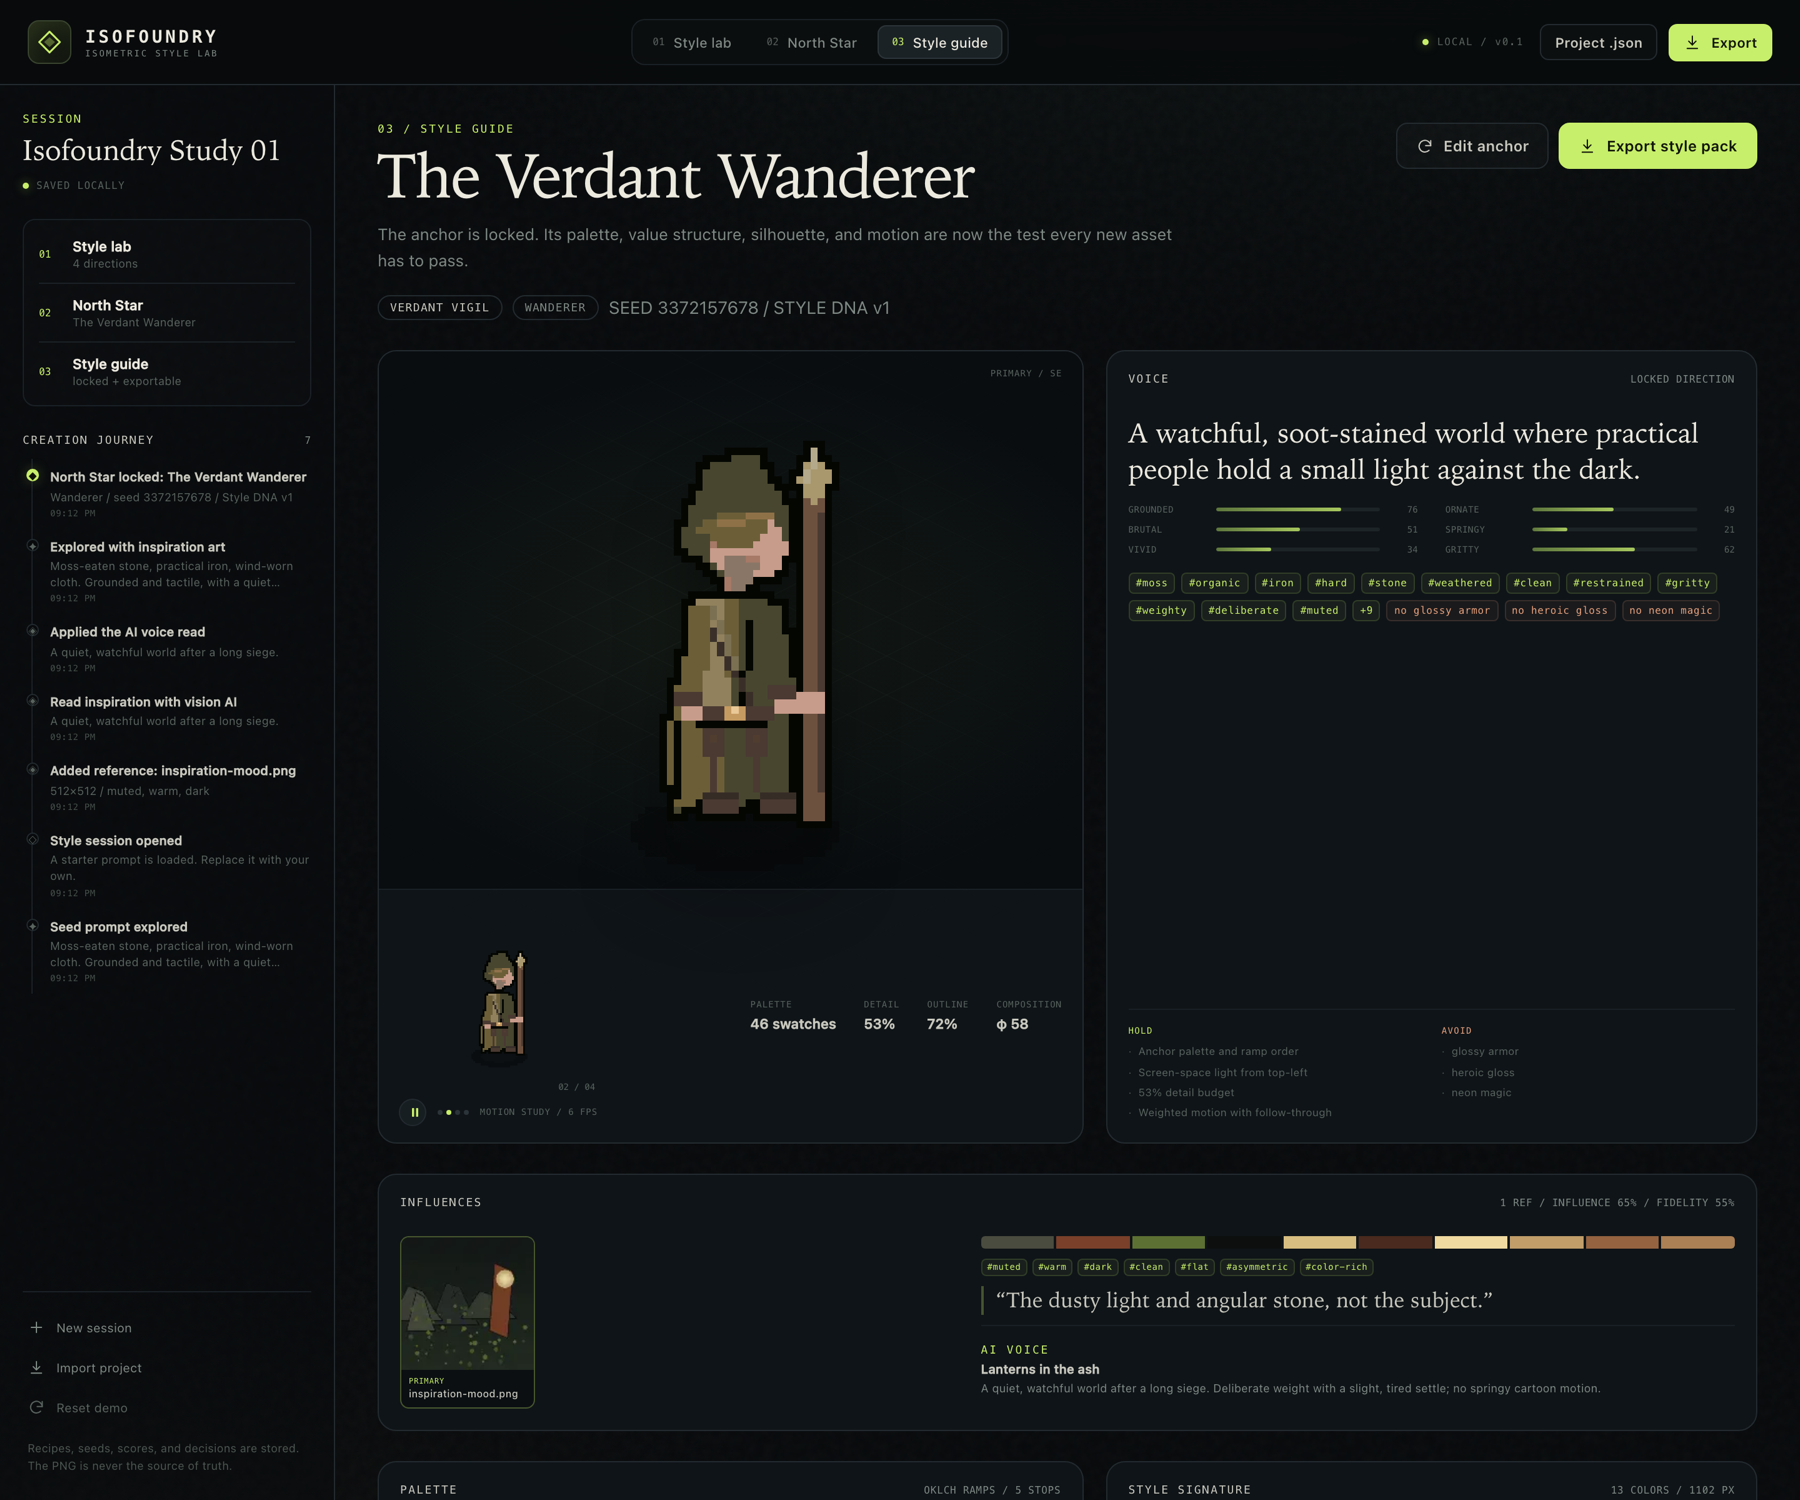 ISOFOUNDRY
ISOMETRIC STYLE LAB
01 Style lab
02 North Star
03 Style guide
LOCAL / v0.1
Project .json
Export
SESSION
Isofoundry Study 01
SAVED LOCALLY
01
Style lab
4 directions
02
North Star
The Verdant Wanderer
03
Style guide
locked + exportable
CREATION JOURNEY
7
North Star locked: The Verdant Wanderer
Wanderer / seed 3372157678 / Style DNA v1
09:12 PM
Explored with inspiration art
Moss-eaten stone, practical iron, wind-worn
cloth. Grounded and tactile, with a quiet…
09:12 PM
Applied the AI voice read
A quiet, watchful world after a long siege.
09:12 PM
Read inspiration with vision AI
A quiet, watchful world after a long siege.
09:12 PM
Added reference: inspiration-mood.png
512×512 / muted, warm, dark
09:12 PM
Style session opened
A starter prompt is loaded. Replace it with your
own.
09:12 PM
Seed prompt explored
Moss-eaten stone, practical iron, wind-worn
cloth. Grounded and tactile, with a quiet…
09:12 PM
New session
Import project
Reset demo
Recipes, seeds, scores, and decisions are stored.
The PNG is never the source of truth.
03 / STYLE GUIDE
The Verdant Wanderer
Edit anchor
Export style pack
The anchor is locked. Its palette, value structure, silhouette, and motion are now the test every new asset
has to pass.
VERDANT VIGIL
WANDERER
SEED 3372157678 / STYLE DNA v1
PRIMARY / SE
02 / 04
MOTION STUDY / 6 FPS
PALETTE
46 swatches
DETAIL
53%
OUTLINE
72%
COMPOSITION
ϕ 58
VOICE
LOCKED DIRECTION
A watchful, soot-stained world where practical
people hold a small light against the dark.
GROUNDED 76
ORNATE 49
BRUTAL 51
SPRINGY 21
VIVID 34
GRITTY 62
#moss #organic #iron #hard #stone #weathered #clean #restrained #gritty
#weighty #deliberate #muted +9 no glossy armor no heroic gloss no neon magic
HOLD
· Anchor palette and ramp order
· Screen-space light from top-left
· 53% detail budget
· Weighted motion with follow-through
AVOID
· glossy armor
· heroic gloss
· neon magic
INFLUENCES
1 REF / INFLUENCE 65% / FIDELITY 55%
PRIMARY
inspiration-mood.png
#muted #warm #dark #clean #flat #asymmetric #color-rich
“The dusty light and angular stone, not the subject.”
AI VOICE
Lanterns in the ash
A quiet, watchful world after a long siege. Deliberate weight with a slight, tired settle; no springy cartoon motion.
PALETTE
OKLCH RAMPS / 5 STOPS
STYLE SIGNATURE
13 COLORS / 1102 PX